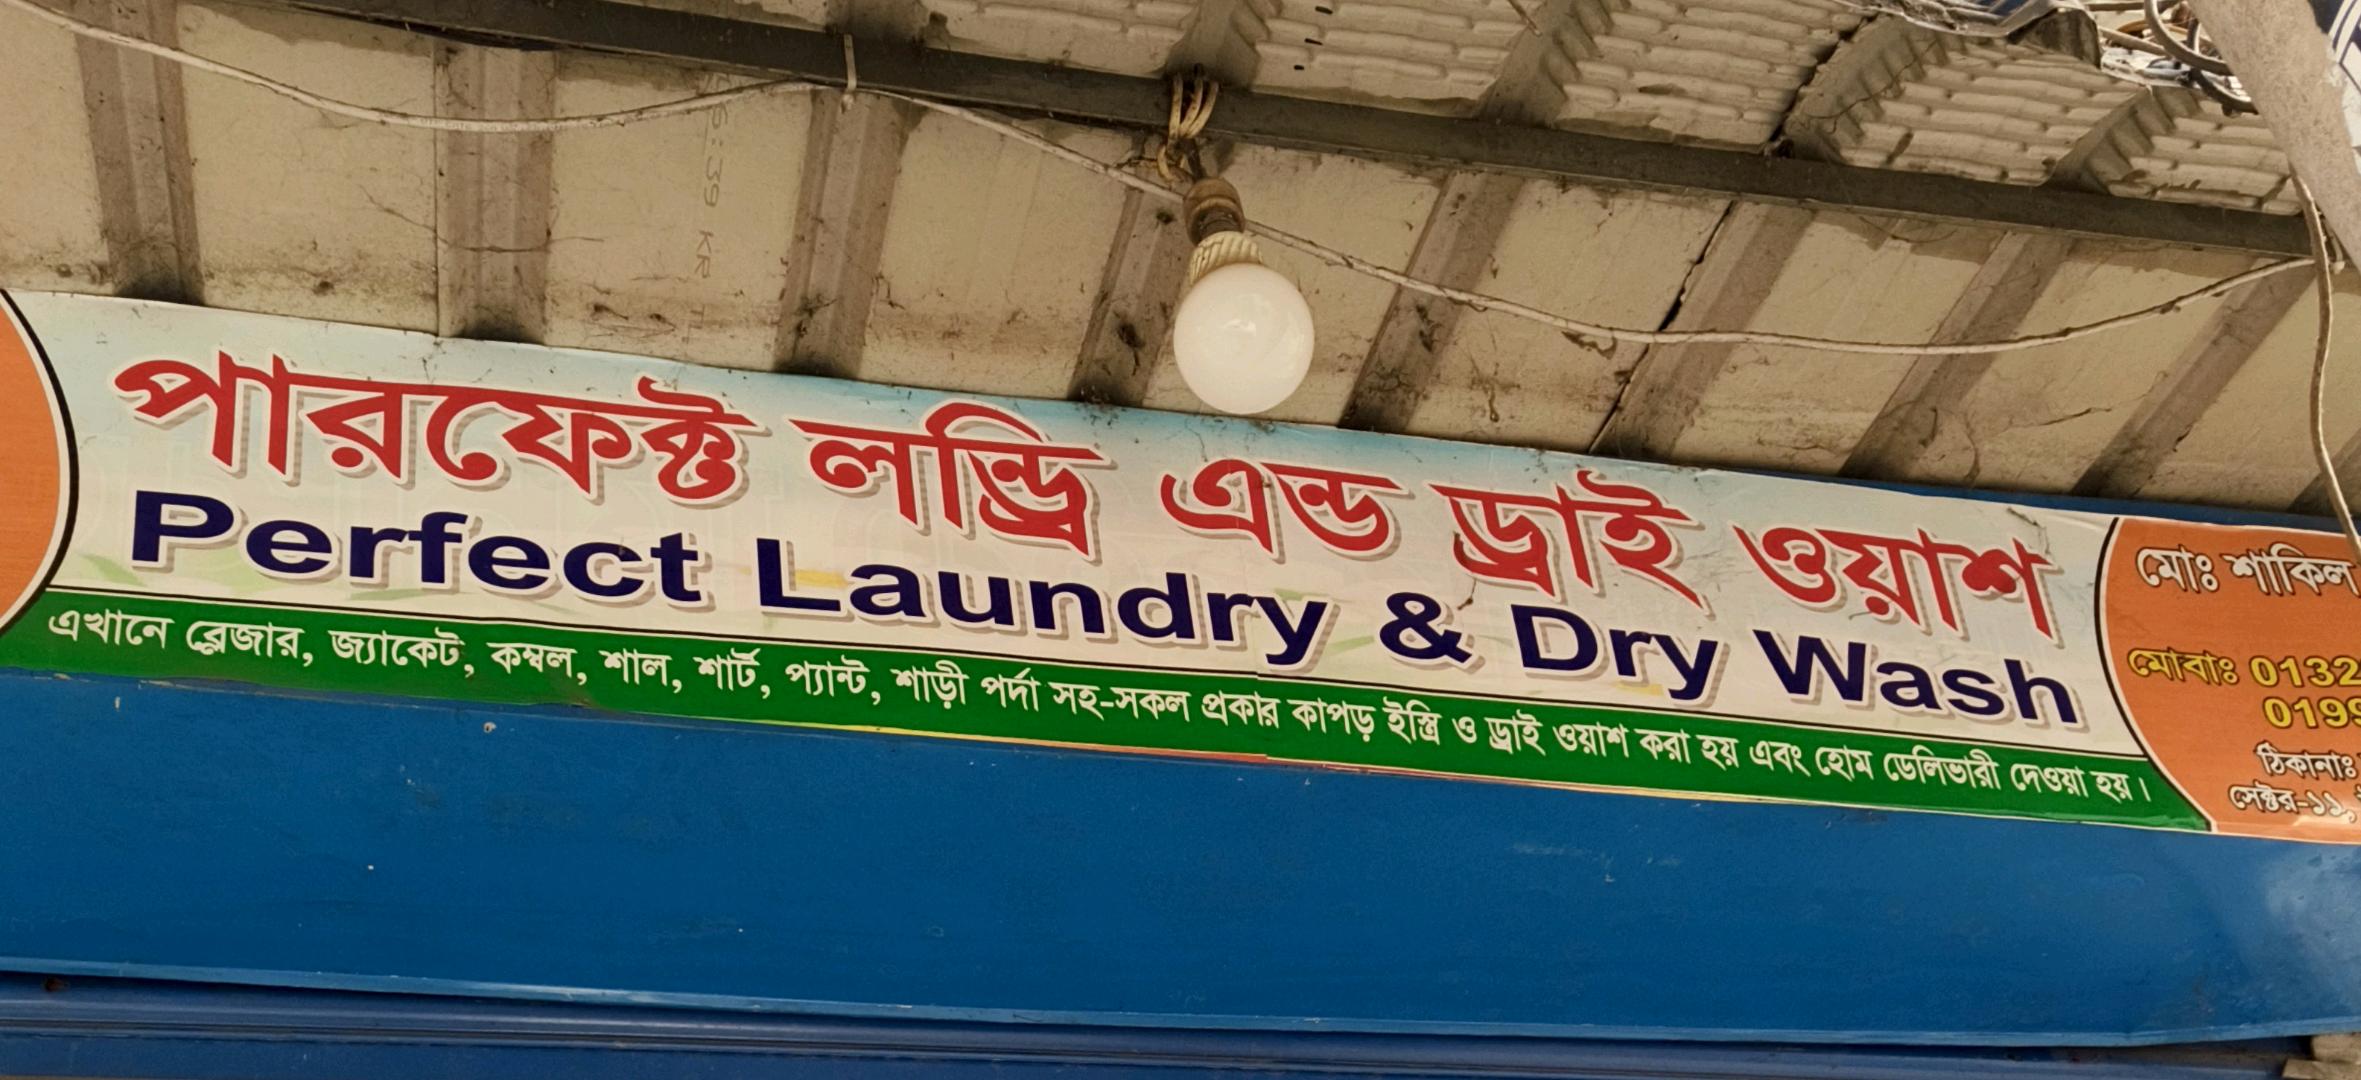 পারফেক্ট লন্ড্রি এন্ড ড্রাই ওয়াশ
Perfect Laundry & Dry Wash
এখানে ব্লেজার, জ্যাকেট, কম্বল, শাল, শার্ট, প্যান্ট, শাড়ী পর্দা সহ-সকল প্রকার কাপড় ইস্ত্রি ও ড্রাই ওয়াশ করা হয় এবং হোম ডেলিভারী দেওয়া হয়।
মোঃ শাকিল
মোবাঃ 0132
0199
ঠিকানাঃ
সেক্টর-১১,